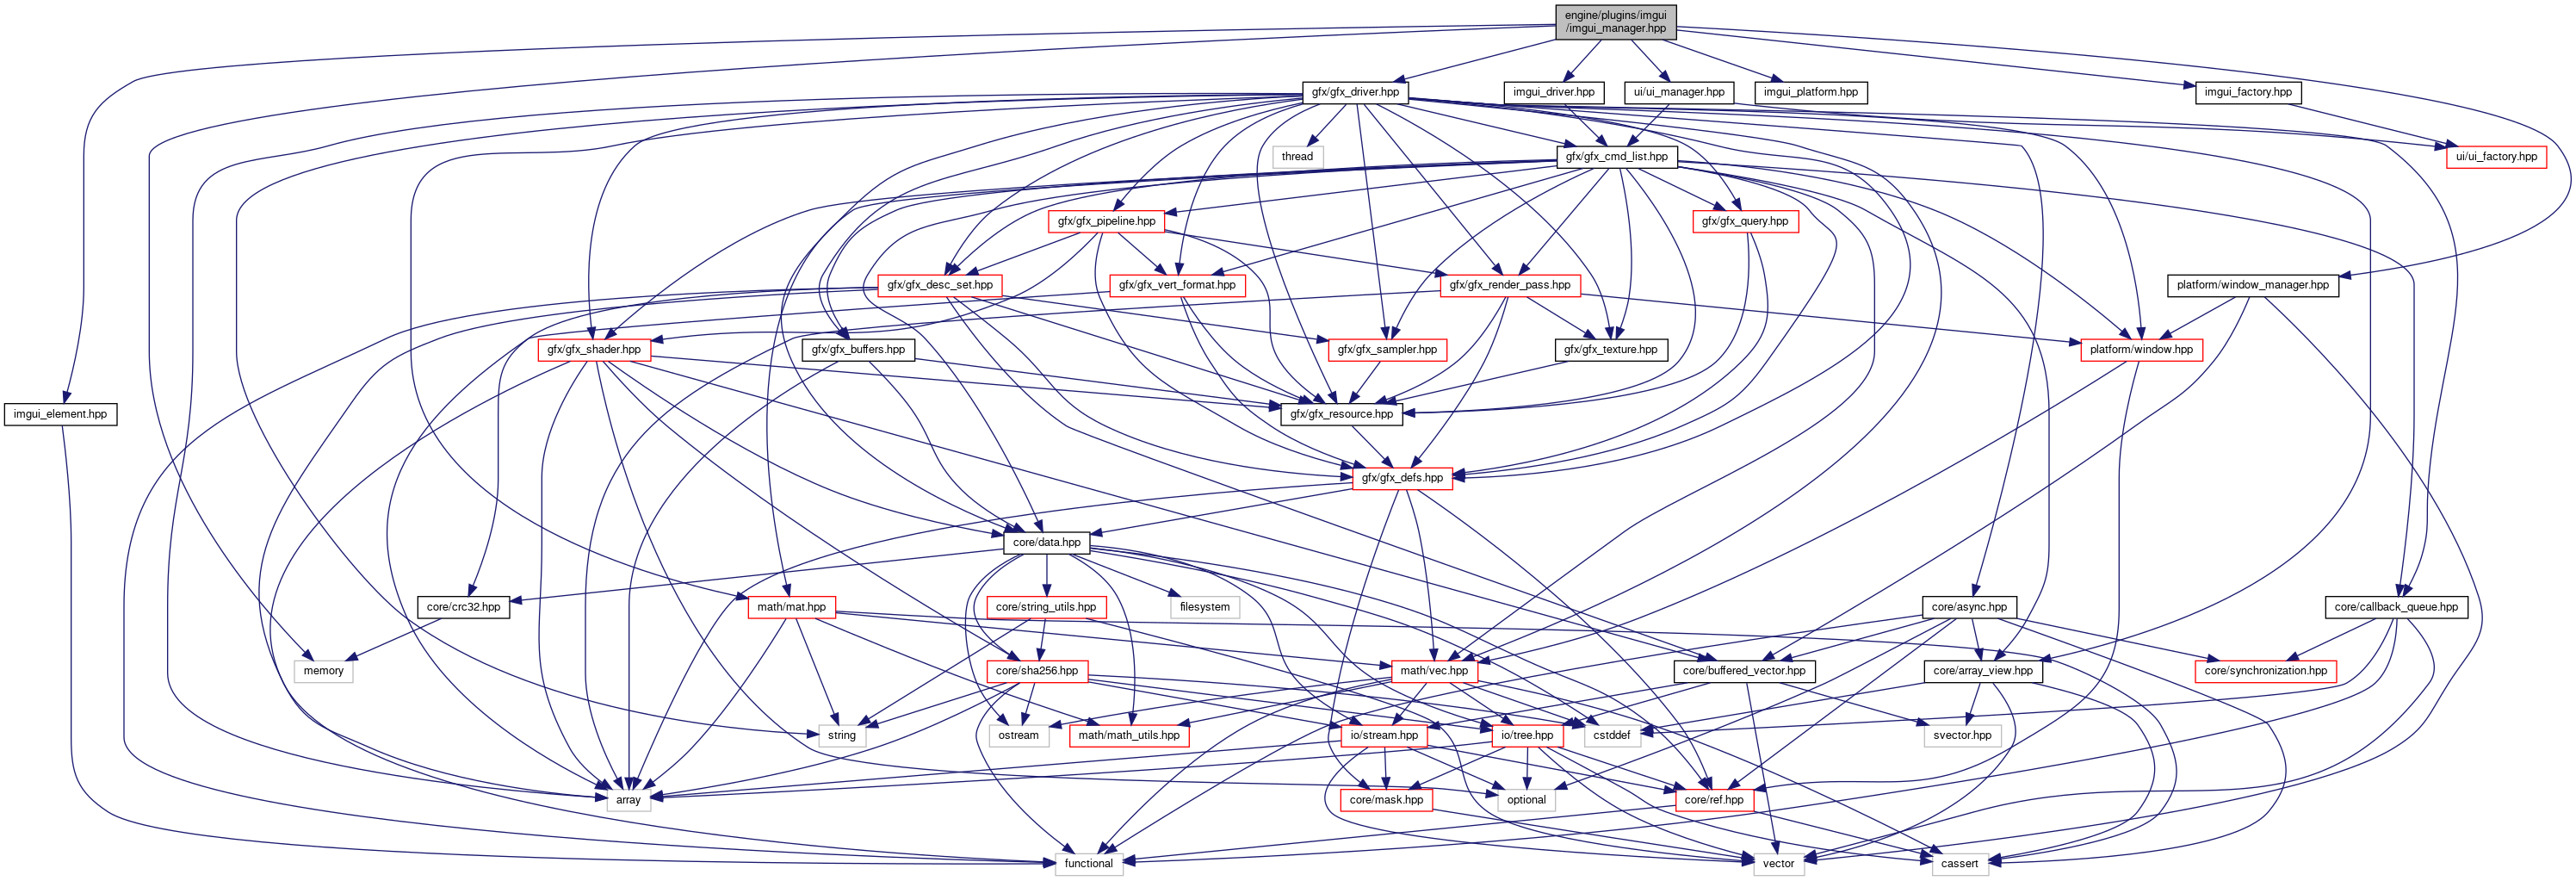 engine/plugins/imgui
/imgui_manager.hpp
gfx/gfx_driver.hpp
imgui_driver.hpp
ui/ui_manager.hpp
imgui_platform.hpp
imgui_factory.hpp
thread
gfx/gfx_cmd_list.hpp
ui/ui_factory.hpp
gfx/gfx_pipeline.hpp
gfx/gfx_query.hpp
gfx/gfx_desc_set.hpp
gfx/gfx_vert_format.hpp
gfx/gfx_render_pass.hpp
platform/window_manager.hpp
gfx/gfx_shader.hpp
gfx/gfx_buffers.hpp
gfx/gfx_sampler.hpp
gfx/gfx_texture.hpp
platform/window.hpp
imgui_element.hpp
gfx/gfx_resource.hpp
gfx/gfx_defs.hpp
core/data.hpp
core/crc32.hpp
filesystem
math/mat.hpp
core/string_utils.hpp
core/async.hpp
core/callback_queue.hpp
memory
core/sha256.hpp
math/vec.hpp
core/buffered_vector.hpp
core/array_view.hpp
core/synchronization.hpp
string
ostream
math/math_utils.hpp
io/stream.hpp
io/tree.hpp
cstddef
svector.hpp
array
core/mask.hpp
optional
core/ref.hpp
functional
vector
cassert